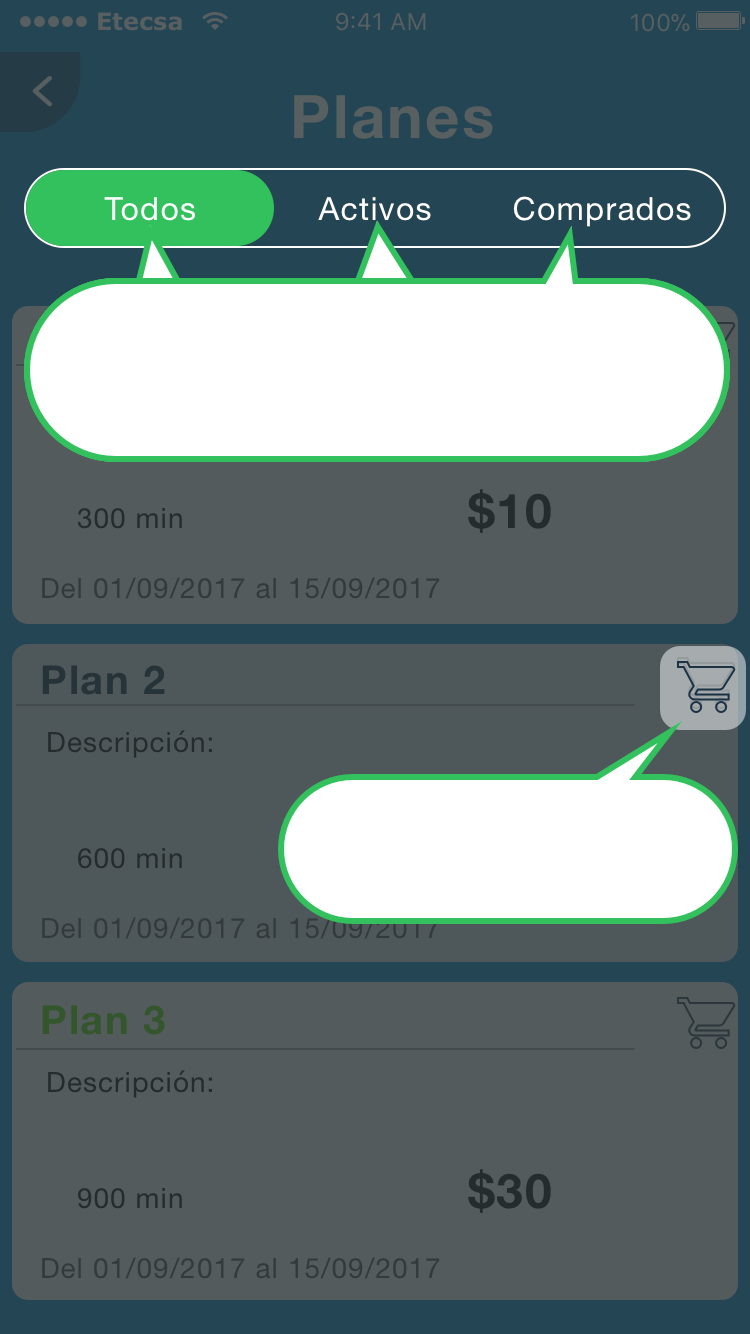 Etecsa 9:41 AM 100%
Planes
Todos Activos Comprados
300 min $10
Del 01/09/2017 al 15/09/2017
Plan 2
Descripción:
600 min
Del 01/09/2017 al 15/09/2017
Plan 3
Descripción:
900 min $30
Del 01/09/2017 al 15/09/2017